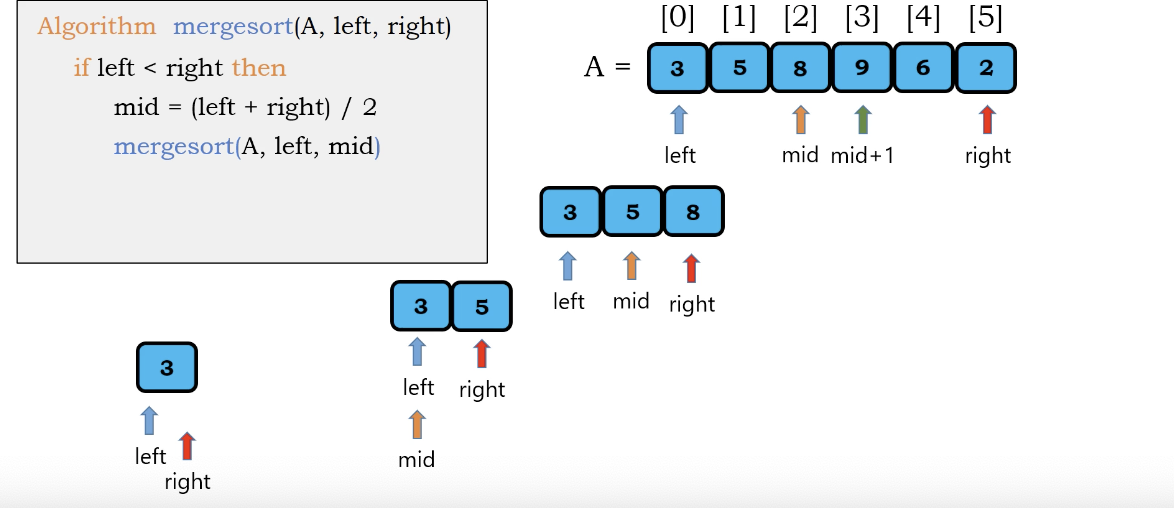 Algorithm mergesort(A, left, right)
if left < right then
mid = (left + right) / 2
mergesort(A, left, mid)
[0] [1] [2] [3] [4] [5]
A = 3 5 8 9 6 2
left mid mid+1 right
3 5 8
left mid right
3 5
left right
mid
3
left
right